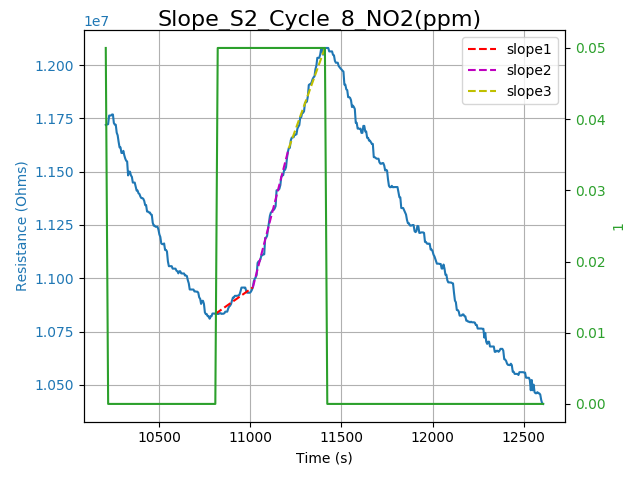 Slope_S2_Cycle_8_NO2(ppm)
1e7
slope1
slope2
slope3
1.200
1.175
1.150
1.125
1.100
1.075
1.050
Resistance (Ohms)
0.05
0.04
0.03
0.02
0.01
0.00
1
10500 11000 11500 12000 12500
Time (s)